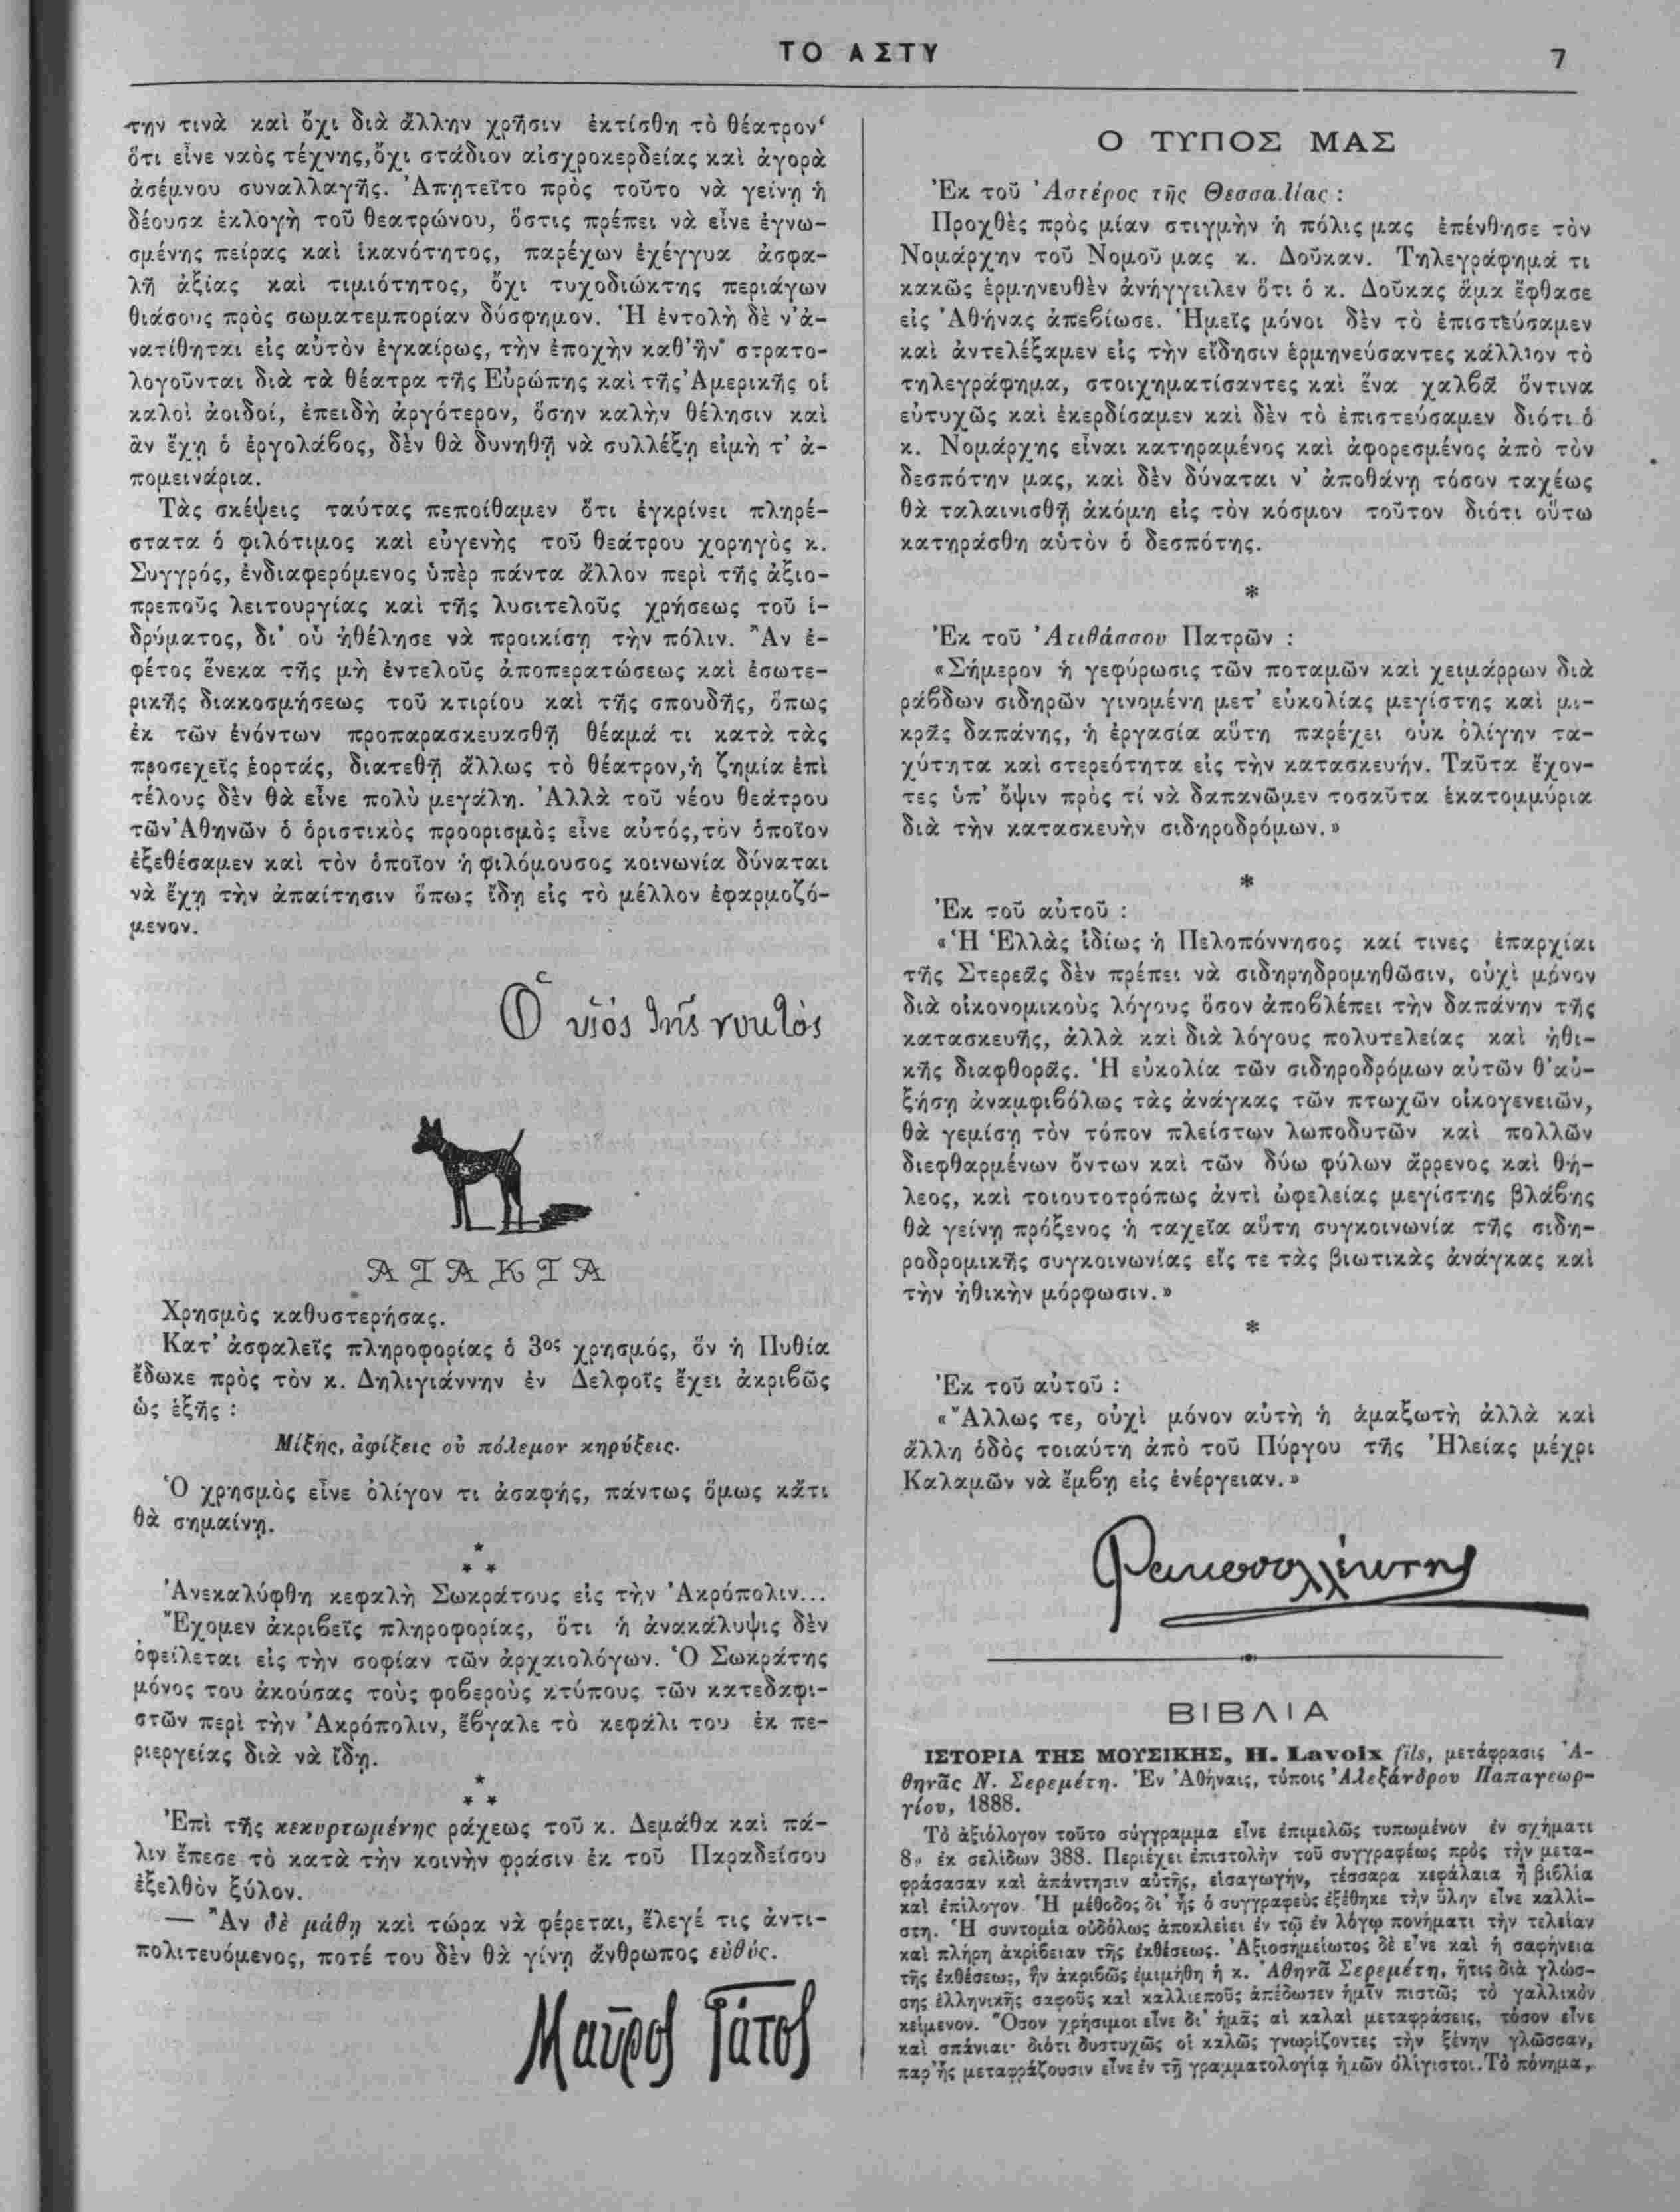 ΤΟ ΑΣΤΥ
7
την τινὰ καὶ ὄχι διὰ ἄλλην χρῆσιν ἐκτίσθη τὸ θέατρον·
ὅτι εἶνε ναὸς τέχνης, ὄχι στάδιον αἰσχροκερδείας καὶ ἀγορὰ
ἀσέμνου συναλλαγῆς. Ἀπῃτεῖτο πρὸς τοῦτο νὰ γείνῃ ἡ
δέουσα ἐκλογὴ τοῦ θεατρώνου, ὅστις πρέπει νὰ εἶνε ἐγνω-
σμένης πείρας καὶ ἱκανότητος, παρέχων ἐχέγγυα ἀσφα-
λῆ ἀξίας καὶ τιμιότητος, ὄχι τυχοδιώκτης περιάγων
θιάσους πρὸς σωματεμπορίαν δύσφημον. Ἡ ἐντολὴ δὲ ν' ἀ-
νατίθηται εἰς αὐτὸν ἐγκαίρως, τὴν ἐποχὴν καθ' ἣν στρατο-
λογοῦνται διὰ τὰ θέατρα τῆς Εὐρώπης καὶ τῆς Ἀμερικῆς οἱ
καλοὶ ἀοιδοί, ἐπειδὴ ἀργότερον, ὅσην καλὴν θέλησιν καὶ
ἂν ἔχῃ ὁ ἐργολάβος, δὲν θὰ δυνηθῇ νὰ συλλέξῃ εἰμὴ τ' ἀ-
πομεινάρια.
Τὰς σκέψεις ταύτας πεποίθαμεν ὅτι ἐγκρίνει πληρέ-
στατα ὁ φιλότιμος καὶ εὐγενὴς τοῦ θεάτρου χορηγὸς κ.
Συγγρός, ἐνδιαφερόμενος ὑπὲρ πάντα ἄλλον περὶ τῆς ἀξιο-
πρεποῦς λειτουργίας καὶ τῆς λυσιτελοῦς χρήσεως τοῦ ἱ-
δρύματος, δι' οὗ ἠθέλησε νὰ προικίσῃ τὴν πόλιν. Ἂν ἐ-
φέτος ἕνεκα τῆς μὴ ἐντελοῦς ἀποπερατώσεως καὶ ἐσωτε-
ρικῆς διακοσμήσεως τοῦ κτιρίου καὶ τῆς σπουδῆς, ὅπως
ἐκ τῶν ἐνόντων προπαρασκευασθῇ θέαμά τι κατὰ τὰς
προσεχεῖς ἑορτάς, διατεθῇ ἄλλως τὸ θέατρον, ἡ ζημία ἐπὶ
τέλους δὲν θὰ εἶνε πολὺ μεγάλη. Ἀλλὰ τοῦ νέου θεάτρου
τῶν Ἀθηνῶν ὁ ὁριστικὸς προορισμὸς εἶνε αὐτός, τὸν ὁποῖον
ἐξεθέσαμεν καὶ τὸν ὁποῖον ἡ φιλόμουσος κοινωνία δύναται
νὰ ἔχῃ τὴν ἀπαίτησιν ὅπως ἴδῃ εἰς τὸ μέλλον ἐφαρμοζό-
μενον.
Ὁ υἱὸς τῆς νυκτὸς
ΑΤΑΚΤΑ
Χρησμὸς καθυστερήσας.
Κατ' ἀσφαλεῖς πληροφορίας ὁ 3ος χρησμός, ὃν ἡ Πυθία
ἔδωκε πρὸς τὸν κ. Δηλιγιάννην ἐν Δελφοῖς ἔχει ἀκριβῶς
ὡς ἑξῆς :
Μίξης, ἀφίξεις οὐ πόλεμον κηρύξεις.
Ὁ χρησμὸς εἶνε ὀλίγον τι ἀσαφής, πάντως ὅμως κἄτι
θὰ σημαίνῃ.
* * *
Ἀνεκαλύφθη κεφαλὴ Σωκράτους εἰς τὴν Ἀκρόπολιν...
Ἔχομεν ἀκριβεῖς πληροφορίας, ὅτι ἡ ἀνακάλυψις δὲν
ὀφείλεται εἰς τὴν σοφίαν τῶν ἀρχαιολόγων. Ὁ Σωκράτης
μόνος του ἀκούσας τοὺς φοβεροὺς κτύπους τῶν κατεδαφι-
στῶν περὶ τὴν Ἀκρόπολιν, ἔβγαλε τὸ κεφάλι του ἐκ πε-
ριεργείας διὰ νὰ ἴδῃ.
* * *
Ἐπὶ τῆς κεκυρτωμένης ράχεως τοῦ κ. Δεμάθα καὶ πά-
λιν ἔπεσε τὸ κατὰ τὴν κοινὴν φράσιν ἐκ τοῦ Παραδείσου
ἐξελθὸν ξύλον.
— Ἂν δὲ μάθῃ καὶ τώρα νὰ φέρεται, ἔλεγέ τις ἀντι-
πολιτευόμενος, ποτέ του δὲν θὰ γίνῃ ἄνθρωπος εὐθύς.
Μαῦρος Γάτος
Ο ΤΥΠΟΣ ΜΑΣ
Ἐκ τοῦ Ἀστέρος τῆς Θεσσαλίας :
Προχθὲς πρὸς μίαν στιγμὴν ἡ πόλις μας ἐπένθησε τὸν
Νομάρχην τοῦ Νομοῦ μας κ. Δοῦκαν. Τηλεγράφημά τι
κακῶς ἑρμηνευθὲν ἀνήγγειλεν ὅτι ὁ κ. Δοῦκας ἅμα ἔφθασε
εἰς Ἀθήνας ἀπεβίωσε. Ἡμεῖς μόνοι δὲν τὸ ἐπιστεύσαμεν
καὶ ἀντελέξαμεν εἰς τὴν εἴδησιν ἑρμηνεύσαντες κάλλιον τὸ
τηλεγράφημα, στοιχηματίσαντες καὶ ἕνα χαλβᾶ ὅντινα
εὐτυχῶς καὶ ἐκερδίσαμεν καὶ δὲν τὸ ἐπιστεύσαμεν διότι ὁ
κ. Νομάρχης εἶναι κατηραμένος καὶ ἀφορεσμένος ἀπὸ τὸν
δεσπότην μας, καὶ δὲν δύναται ν' ἀποθάνῃ τόσον ταχέως
θὰ ταλαινισθῇ ἀκόμη εἰς τὸν κόσμον τοῦτον διότι οὕτω
κατηράσθη αὐτὸν ὁ δεσπότης.
*
Ἐκ τοῦ Ἀτιθάσσου Πατρῶν :
«Σήμερον ἡ γεφύρωσις τῶν ποταμῶν καὶ χειμάρρων διὰ
ράβδων σιδηρῶν γινομένη μετ' εὐκολίας μεγίστης καὶ μι-
κρᾶς δαπάνης, ἡ ἐργασία αὕτη παρέχει οὐκ ὀλίγην τα-
χύτητα καὶ στερεότητα εἰς τὴν κατασκευήν. Ταῦτα ἔχον-
τες ὑπ' ὄψιν πρὸς τί νὰ δαπανῶμεν τοσαῦτα ἑκατομμύρια
διὰ τὴν κατασκευὴν σιδηροδρόμων.»
*
Ἐκ τοῦ αὐτοῦ :
«Ἡ Ἑλλὰς ἰδίως ἡ Πελοπόννησος καί τινες ἐπαρχίαι
τῆς Στερεᾶς δὲν πρέπει νὰ σιδηρηδρομηθῶσιν, οὐχὶ μόνον
διὰ οἰκονομικοὺς λόγους ὅσον ἀποβλέπει τὴν δαπάνην τῆς
κατασκευῆς, ἀλλὰ καὶ διὰ λόγους πολυτελείας καὶ ἠθι-
κῆς διαφθορᾶς. Ἡ εὐκολία τῶν σιδηροδρόμων αὐτῶν θ' αὐ-
ξήσῃ ἀναμφιβόλως τὰς ἀνάγκας τῶν πτωχῶν οἰκογενειῶν,
θὰ γεμίσῃ τὸν τόπον πλείστων λωποδυτῶν καὶ πολλῶν
διεφθαρμένων ὄντων καὶ τῶν δύω φύλων ἄρρενος καὶ θή-
λεος, καὶ τοιουτοτρόπως ἀντὶ ὠφελείας μεγίστης βλάβης
θὰ γείνῃ πρόξενος ἡ ταχεῖα αὕτη συγκοινωνία τῆς σιδη-
ροδρομικῆς συγκοινωνίας εἴς τε τὰς βιωτικὰς ἀνάγκας καὶ
τὴν ἠθικὴν μόρφωσιν.»
*
Ἐκ τοῦ αὐτοῦ :
«Ἄλλως τε, οὐχὶ μόνον αὐτὴ ἡ ἁμαξωτὴ ἀλλὰ καὶ
ἄλλη ὁδὸς τοιαύτη ἀπὸ τοῦ Πύργου τῆς Ἠλείας μέχρι
Καλαμῶν νὰ ἔμβῃ εἰς ἐνέργειαν.»
ΒΙΒΛΙΑ
ΙΣΤΟΡΙΑ ΤΗΣ ΜΟΥΣΙΚΗΣ, H. Lavoix fils, μετάφρασις Ἀ-
θηνᾶς Ν. Σερεμέτη. Ἐν Ἀθήναις, τύποις Ἀλεξάνδρου Παπαγεωρ-
γίου, 1888.
Τὸ ἀξιόλογον τοῦτο σύγγραμμα εἶνε ἐπιμελῶς τυπωμένον ἐν σχήματι
8ῳ ἐκ σελίδων 388. Περιέχει ἐπιστολὴν τοῦ συγγραφέως πρὸς τὴν μετα-
φράσασαν καὶ ἀπάντησιν αὐτῆς, εἰσαγωγήν, τέσσαρα κεφάλαια ἢ βιβλία
καὶ ἐπίλογον. Ἡ μέθοδος δι' ἧς ὁ συγγραφεὺς ἐξέθηκε τὴν ὕλην εἶνε καλλί-
στη. Ἡ συντομία οὐδόλως ἀποκλείει ἐν τῷ ἐν λόγῳ πονήματι τὴν τελείαν
καὶ πλήρη ἀκρίβειαν τῆς ἐκθέσεως. Ἀξιοσημείωτος δὲ εἶνε καὶ ἡ σαφήνεια
τῆς ἐκθέσεως, ἣν ἀκριβῶς ἐμιμήθη ἡ κ. Ἀθηνᾶ Σερεμέτη, ἥτις διὰ γλώσ-
σης ἑλληνικῆς σαφοῦς καὶ καλλιεποῦς ἀπέδωσεν ἡμῖν πιστῶς τὸ γαλλικὸν
κείμενον. Ὅσον χρήσιμοι εἶνε δι' ἡμᾶς αἱ καλαὶ μεταφράσεις, τόσον εἶνε
καὶ σπάνιαι· διότι δυστυχῶς οἱ καλῶς γνωρίζοντες τὴν ξένην γλῶσσαν,
παρ' ἧς μεταφράζουσιν εἶνε ἐν τῇ γραμματολογίᾳ ἡμῶν ὀλίγιστοι. Τὸ πόνημα,